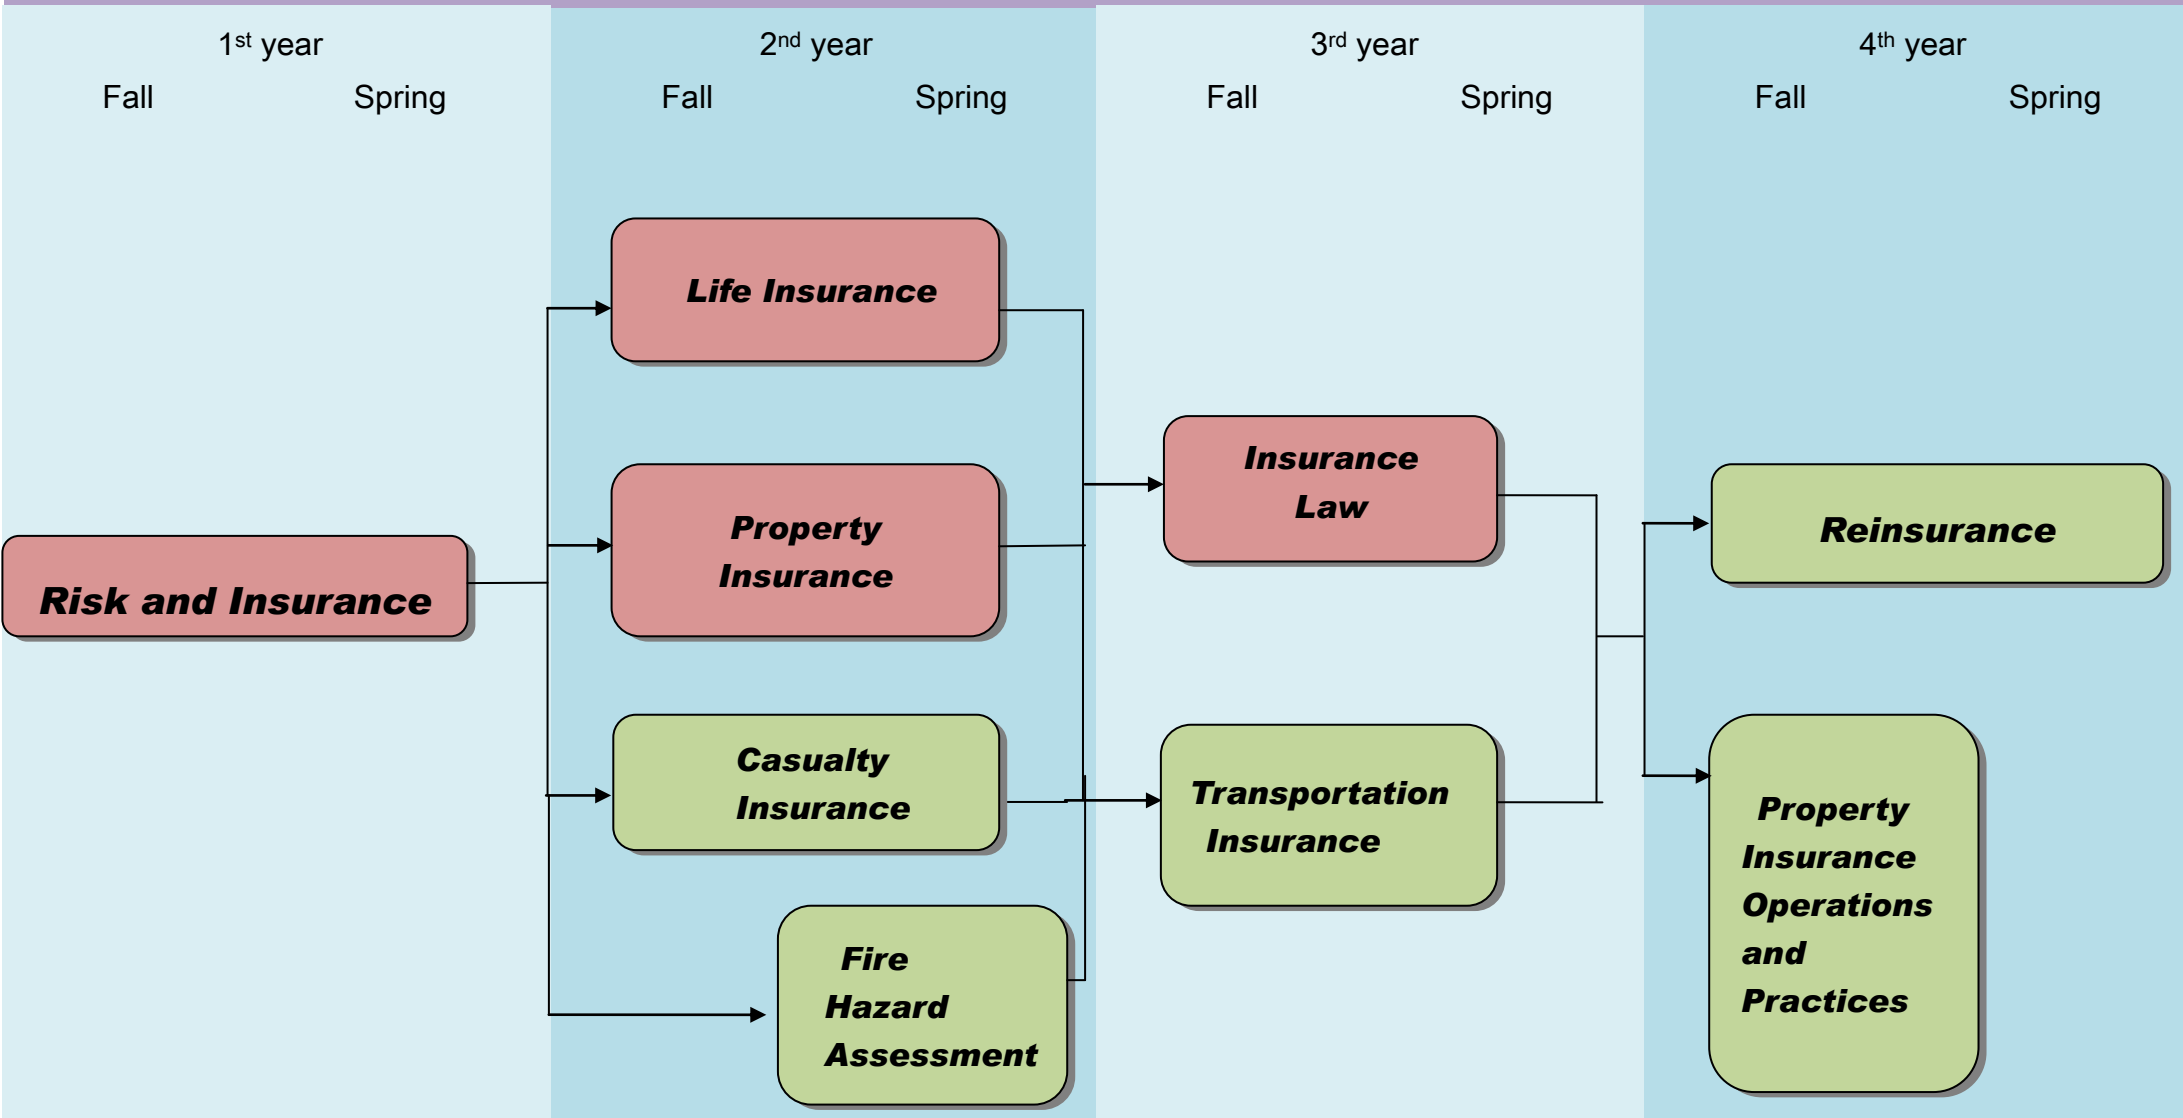 1st year
2nd year
3rd year
4th year
Fall
Spring
Fall
Spring
Fall
Spring
Fall
Spring
Risk and Insurance
Life Insurance
Property
Insurance
Casualty
Insurance
Fire
Hazard
Assessment
Insurance
Law
Transportation
Insurance
Reinsurance
Property
Insurance
Operations
and
Practices